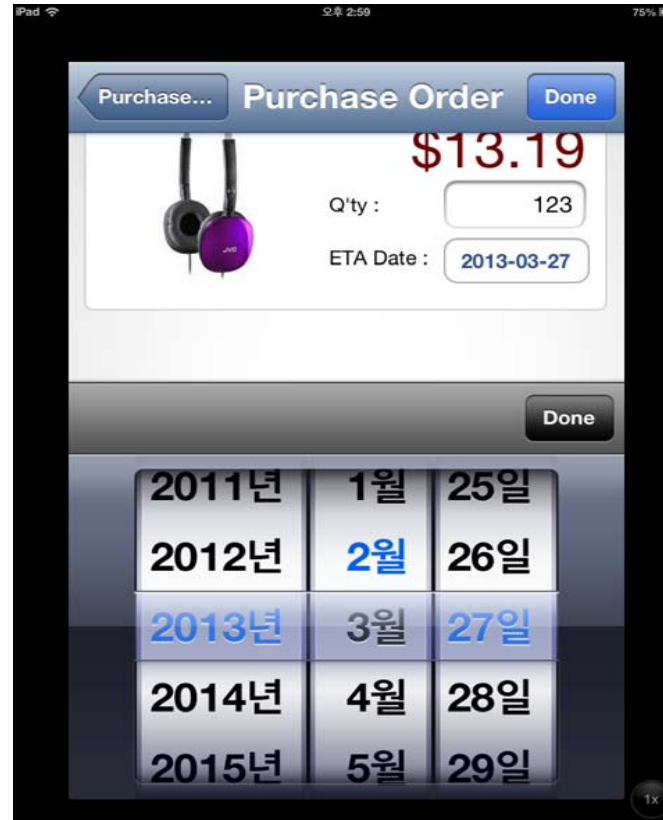 iPad 오후 2:59 75%
Purchase... Purchase Order Done
$13.19
Q'ty : 123
JVC
ETA Date : 2013-03-27
Done
2011년 1월 25일
2012년 2월 26일
2013년 3월 27일
2014년 4월 28일
2015년 5월 29일
1x